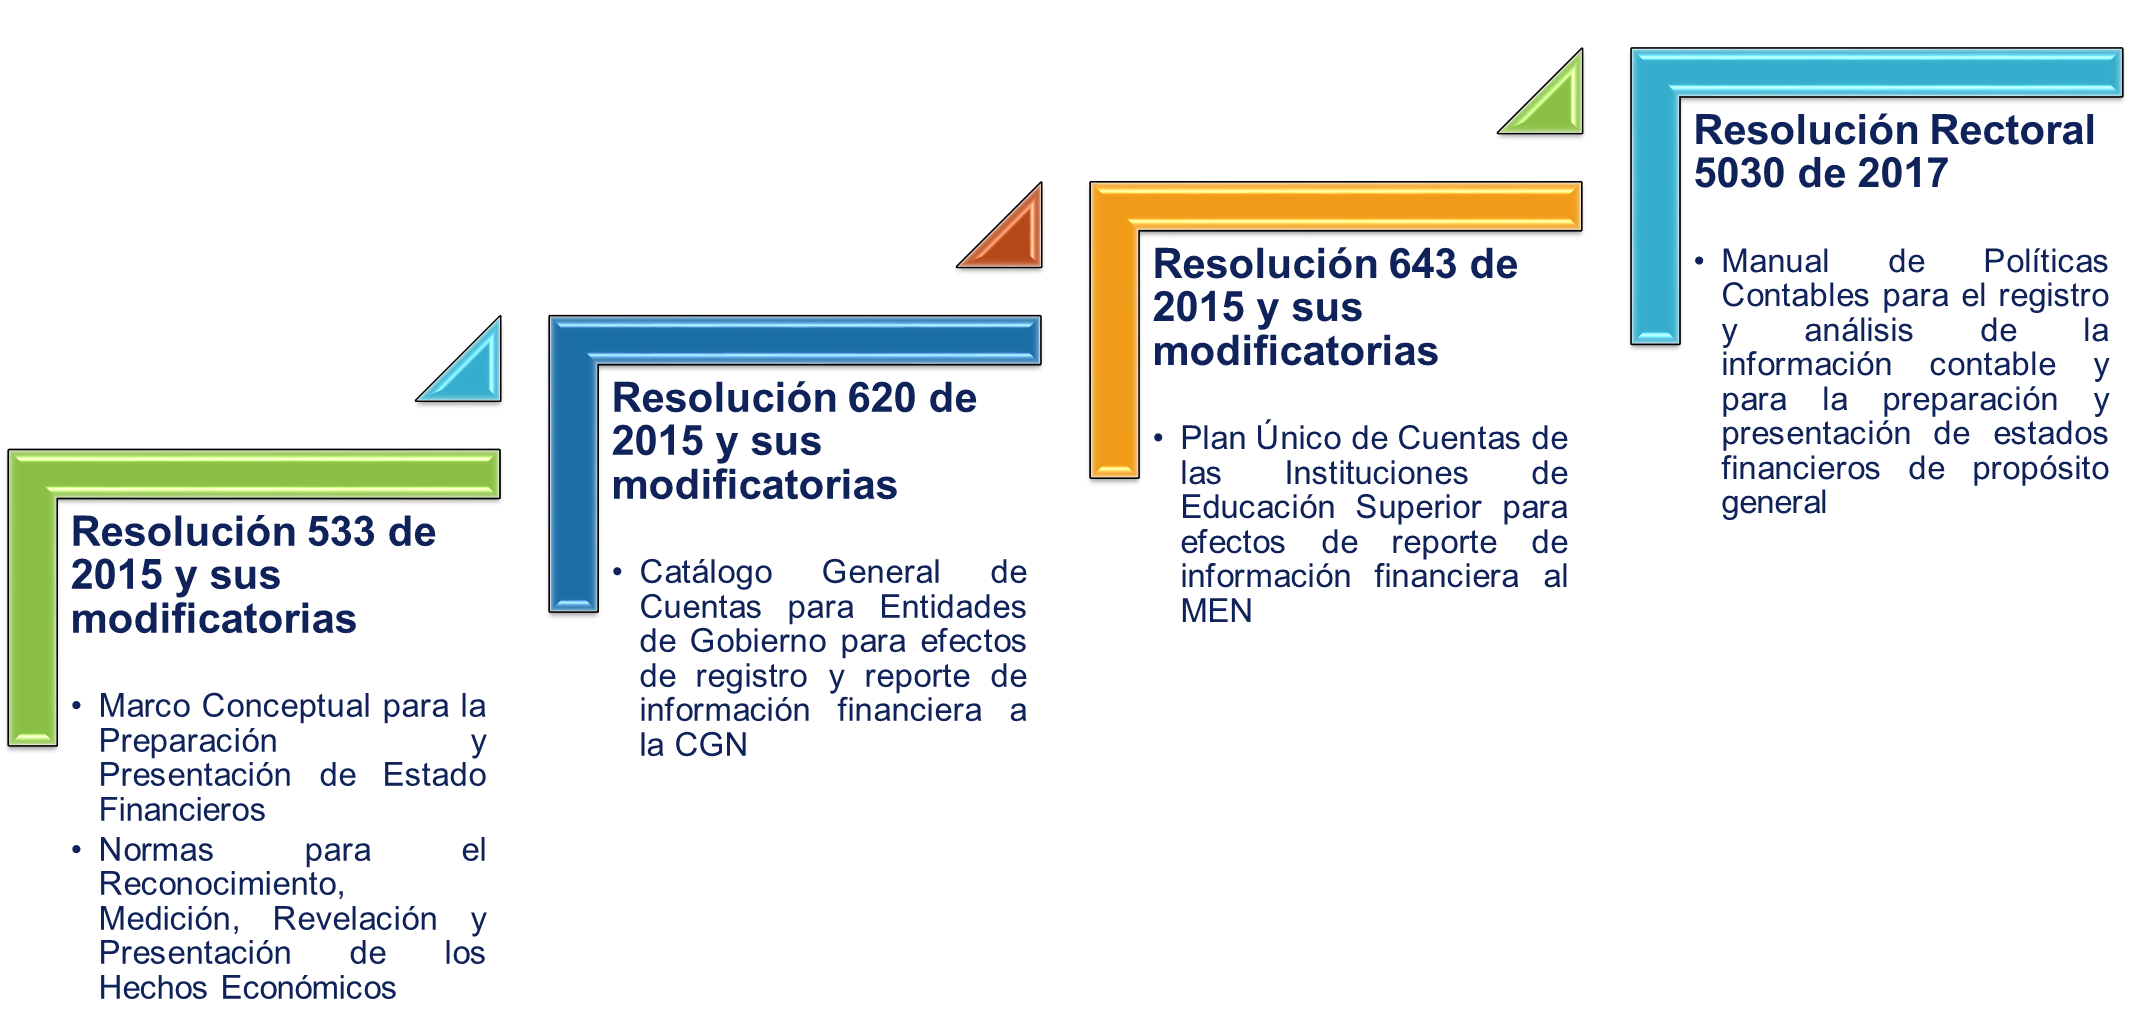 Resolución 533 de
2015 y sus
modificatorias
• Marco Conceptual para la
Preparación y
Presentación de Estado
Financieros
• Normas para el
Reconocimiento,
Medición, Revelación y
Presentación de los
Hechos Económicos
Resolución 620 de
2015 y sus
modificatorias
• Catálogo General de
Cuentas para Entidades
de Gobierno para efectos
de registro y reporte de
información financiera a
la CGN
Resolución 643 de
2015 y sus
modificatorias
• Plan Único de Cuentas de
las Instituciones de
Educación Superior para
efectos de reporte de
información financiera al
MEN
Resolución Rectoral
5030 de 2017
• Manual de Políticas
Contables para el registro
y análisis de la
información contable y
para la preparación y
presentación de estados
financieros de propósito
general